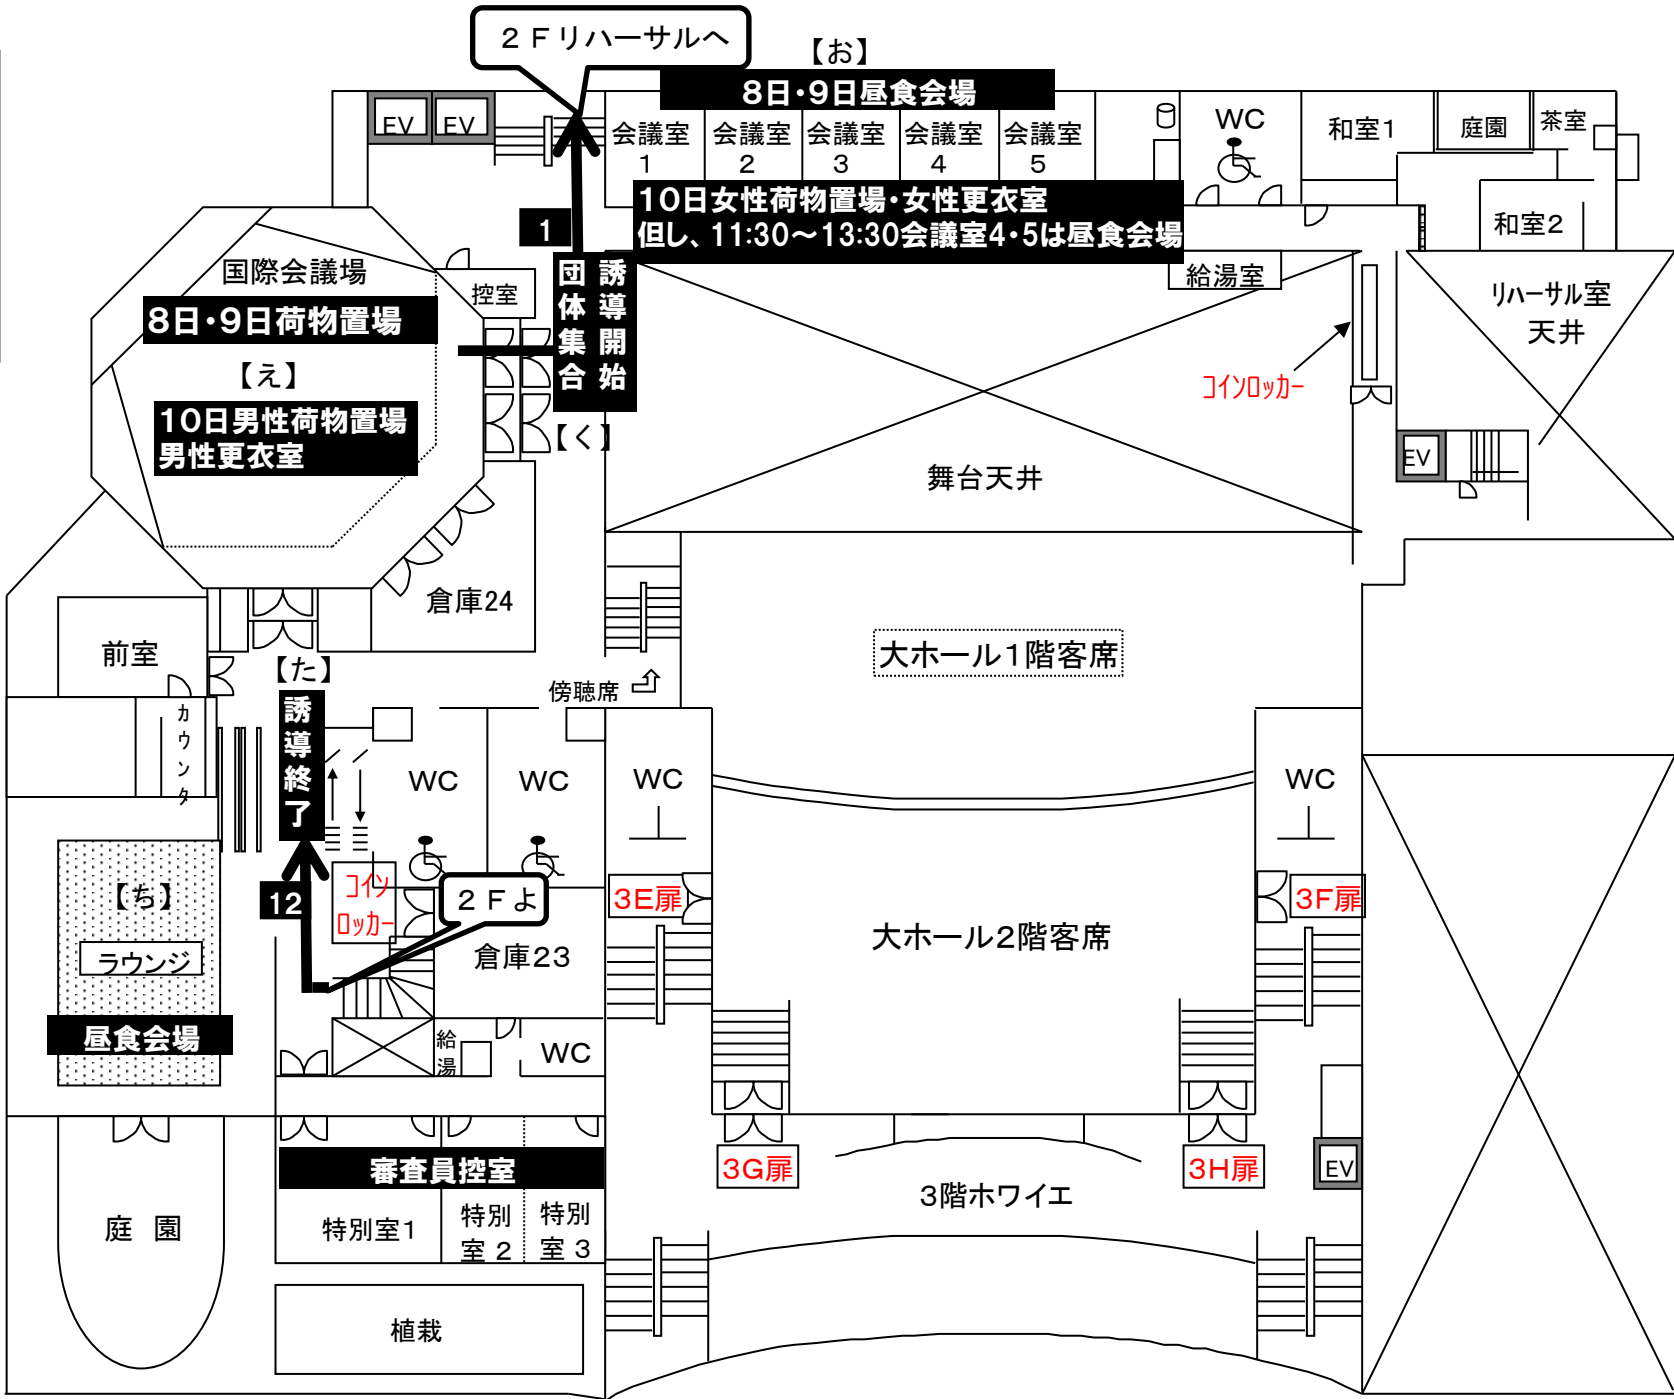 ２Ｆリハーサルへ
【お】
8日・9日昼食会場
EV
EV
会議室
1
会議室
2
会議室
3
会議室
4
会議室
5
WC
和室1
庭園
茶室
和室2
10日女性荷物置場・女性更衣室
但し、11:30～13:30会議室4・5は昼食会場
1
国際会議場
8日・9日荷物置場
【え】
10日男性荷物置場
男性更衣室
控室
誘導開始
団体集合
【く】
給湯室
リハーサル室
天井
コインロッカー
EV
舞台天井
倉庫24
前室
【た】
傍聴席
大ホール1階客席
カウンタ
誘導終了
WC
WC
WC
WC
12
コイン
ロッカー
２Ｆよ
3E扉
3F扉
【ち】
ラウンジ
昼食会場
倉庫23
大ホール2階客席
給湯
WC
審査員控室
3G扉
3H扉
EV
3階ホワイエ
庭 園
特別室1
特別
室 2
特別
室 3
植栽